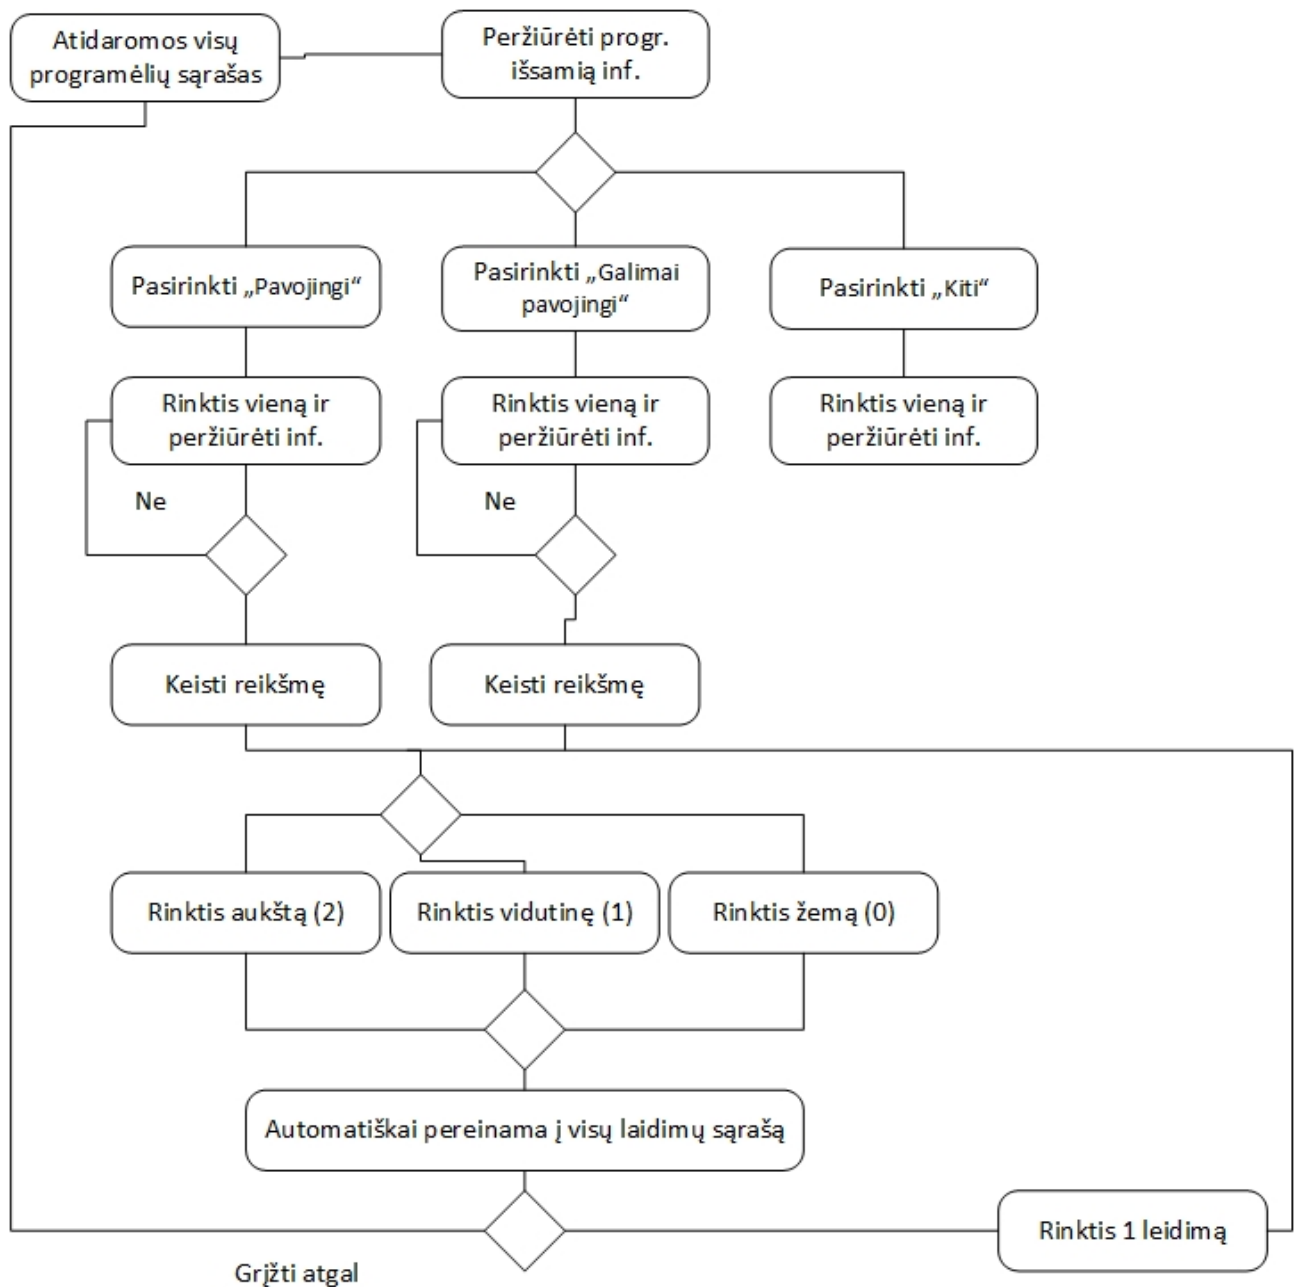 Atidaromos visų
programėlių sąrašas
Peržiūrėti progr.
išsamią inf.
Pasirinkti „Pavojingi“
Pasirinkti „Galimai
pavojingi“
Pasirinkti „Kiti“
Rinktis vieną ir
peržiūrėti inf.
Rinktis vieną ir
peržiūrėti inf.
Rinktis vieną ir
peržiūrėti inf.
Ne
Ne
Keisti reikšmę
Keisti reikšmę
Rinktis aukštą (2)
Rinktis vidutinę (1)
Rinktis žemą (0)
Automatiškai pereinama į visų laidimų sąrašą
Rinktis 1 leidimą
Grįžti atgal